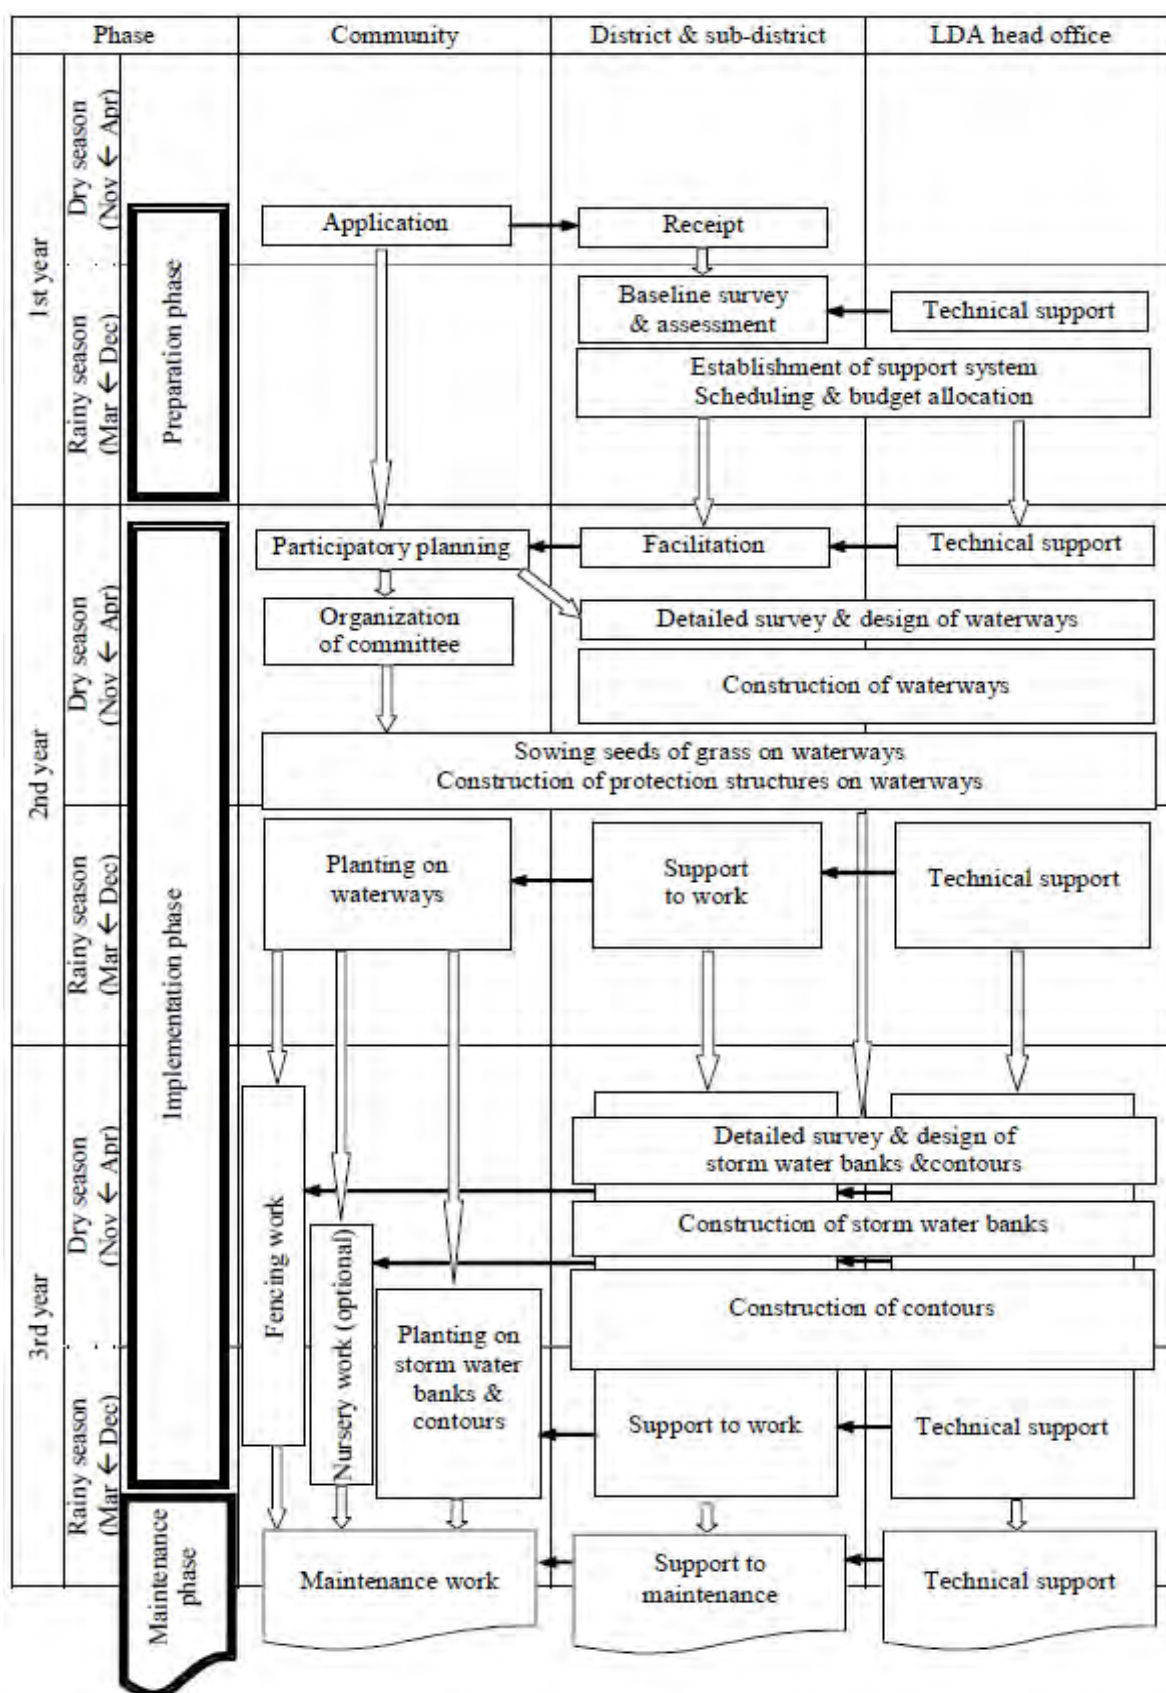 Phase
Community
District & sub-district
LDA head office
1st year
Dry season
(Nov ← Apr)
Rainy season
(Mar ← Dec)
Preparation phase
Application
Receipt
Baseline survey
& assessment
Technical support
Establishment of support system
Scheduling & budget allocation
2nd year
Dry season
(Nov ← Apr)
Rainy season
(Mar ← Dec)
Implementation phase
Participatory planning
Facilitation
Technical support
Organization
of committee
Detailed survey & design of waterways
Construction of waterways
Sowing seeds of grass on waterways
Construction of protection structures on waterways
Planting on
waterways
Support
to work
Technical support
3rd year
Dry season
(Nov ← Apr)
Rainy season
(Mar ← Dec)
Detailed survey & design of
storm water banks &contours
Construction of storm water banks
Construction of contours
Fencing work
Nursery work (optional)
Planting on
storm water
banks &
contours
Support to work
Technical support
Maintenance
phase
Maintenance work
Support to
maintenance
Technical support